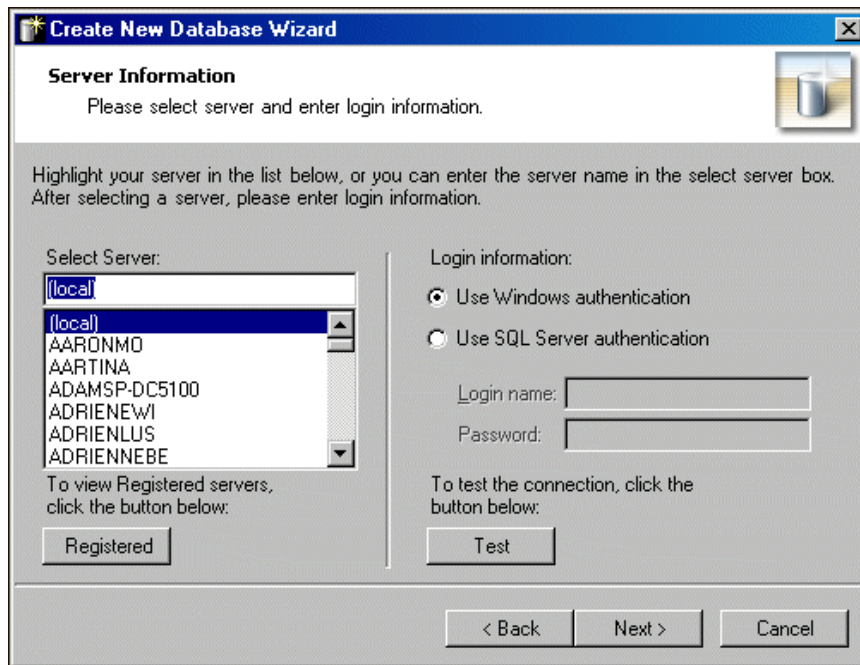 Create New Database Wizard
Server Information
Please select server and enter login information.
Highlight your server in the list below, or you can enter the server name in the select server box.
After selecting a server, please enter login information.
Select Server:
(local)
(local)
AARONMO
AARTINA
ADAMSP-DC5100
ADRIENEWI
ADRIENLUS
ADRIENNEBE
To view Registered servers,
click the button below:
Registered
Login information:
Use Windows authentication
Use SQL Server authentication
Login name:
Password:
To test the connection, click the
button below:
Test
< Back
Next >
Cancel